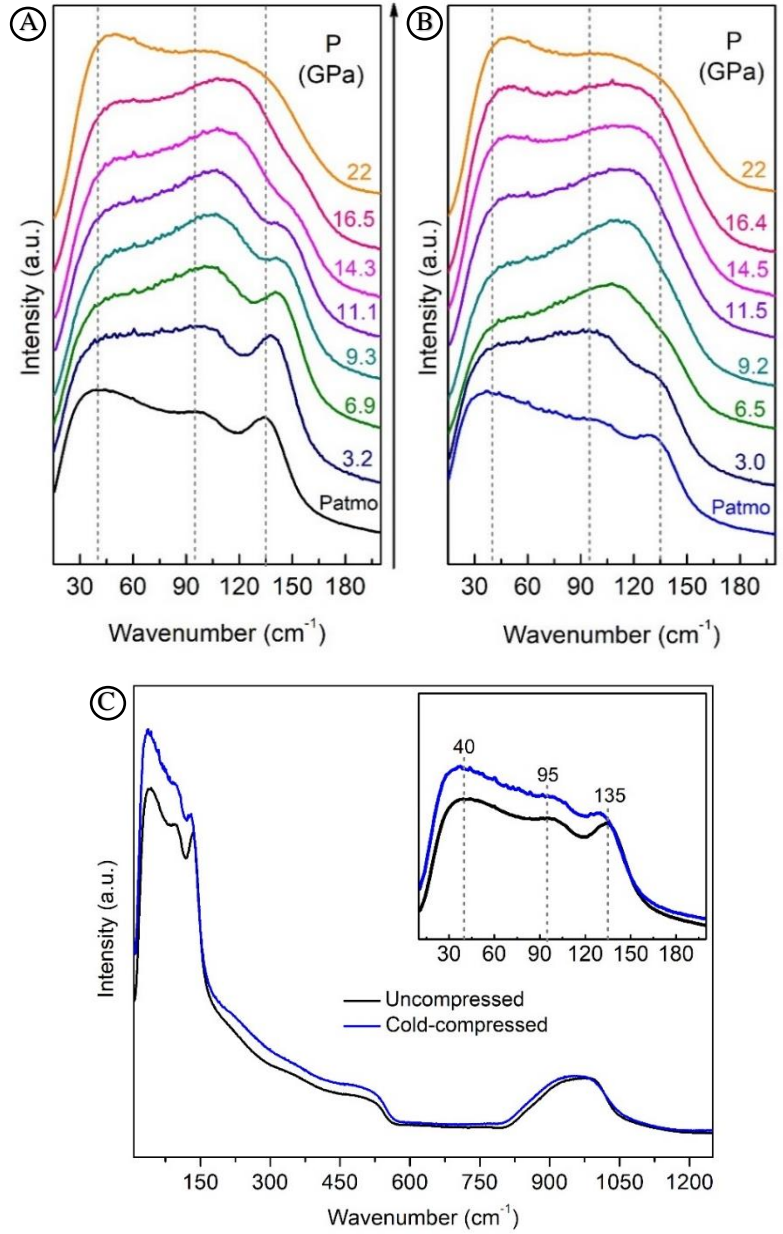 A
P
(GPa)
22
16.5
14.3
11.1
9.3
6.9
3.2
Patmo
Intensity (a.u.)
30 60 90 120 150 180
Wavenumber (cm-1)
B
P
(GPa)
22
16.4
14.5
11.5
9.2
6.5
3.0
Patmo
Intensity (a.u.)
30 60 90 120 150 180
Wavenumber (cm-1)
C
40
95
135
30 60 90 120 150 180
Uncompressed
Cold-compressed
Intensity (a.u.)
150 300 450 600 750 900 1050 1200
Wavenumber (cm-1)